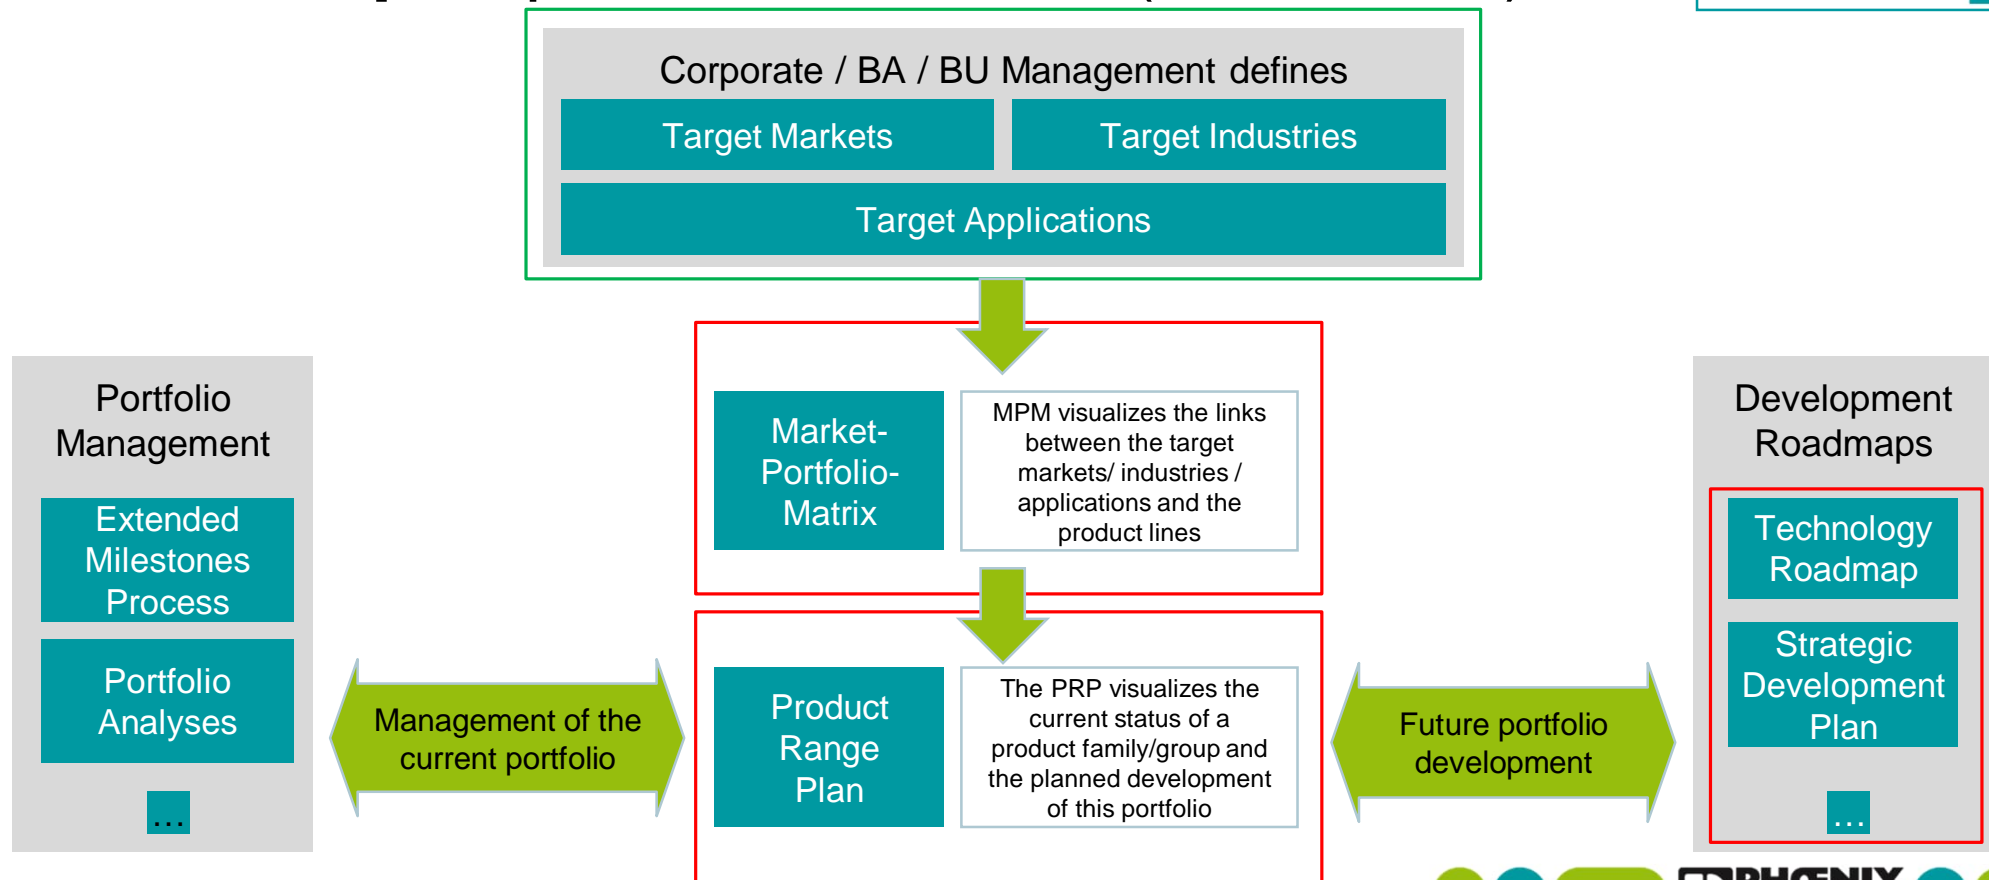 Corporate / BA / BU Management defines
Target Markets
Target Industries
Target Applications
Portfolio
Management
Extended
Milestones
Process
Portfolio
Analyses
...
Management of the
current portfolio
Market-
Portfolio-
Matrix
MPM visualizes the links
between the target
markets/ industries /
applications and the
product lines
Product
Range
Plan
The PRP visualizes the
current status of a
product family/group and
the planned development
of this portfolio
Future portfolio
development
Development
Roadmaps
Technology
Roadmap
Strategic
Development
Plan
...
PHŒNIX